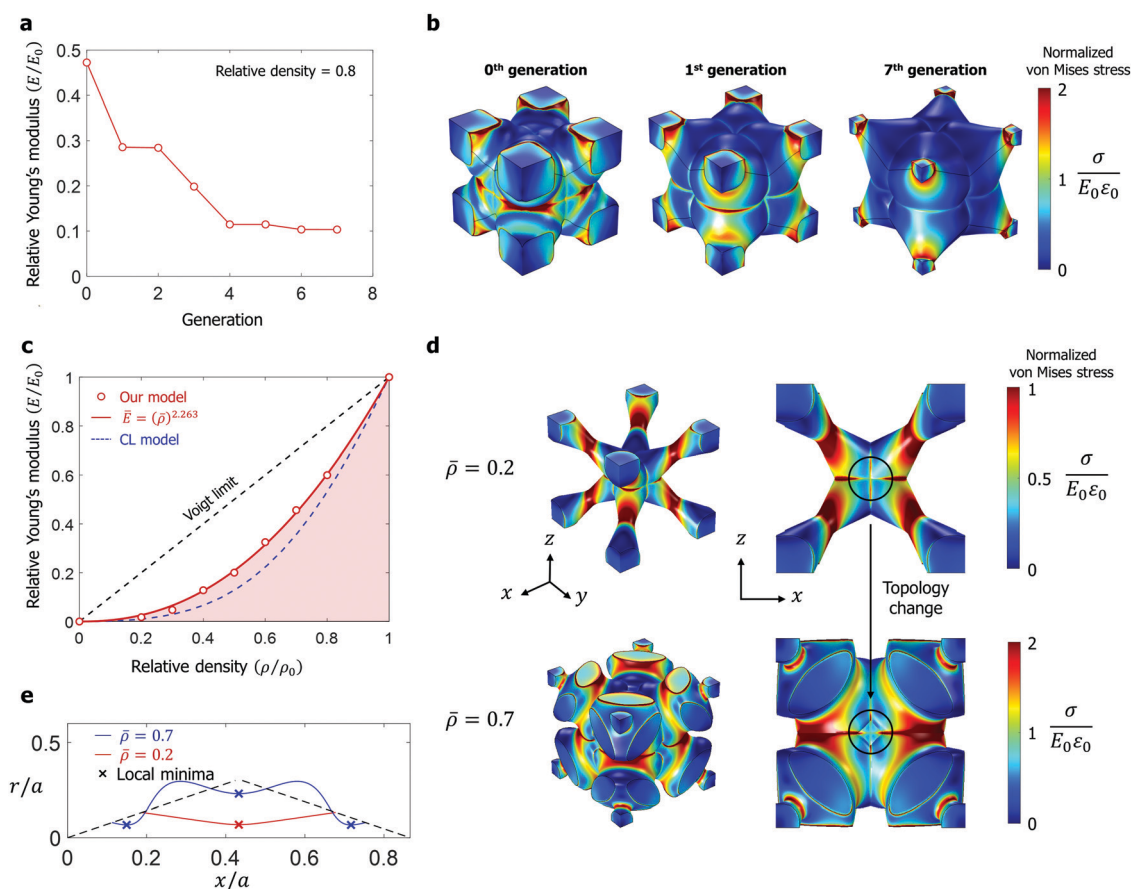 a
Relative Young's modulus (E/E₀)
0.5
0.4
0.3
0.2
0.1
0
Relative density = 0.8
0 2 4 6 8
Generation
b
0th generation
1st generation
7th generation
Normalized
von Mises stress
2
1
0
σ
E₀ε₀
c
Relative Young's modulus (E/E₀)
1
0.8
0.6
0.4
0.2
0
Our model
Ē = (ρ̄)^2.263
CL model
Voigt limit
0 0.2 0.4 0.6 0.8 1
Relative density (ρ/ρ₀)
d
ρ̄ = 0.2
z
x
y
z
x
Topology
change
Normalized
von Mises stress
1
0.5
0
σ
E₀ε₀
ρ̄ = 0.7
2
1
0
σ
E₀ε₀
e
0.5
r/a
0
ρ̄ = 0.7
ρ̄ = 0.2
Local minima
0 0.2 0.4 0.6 0.8
x/a